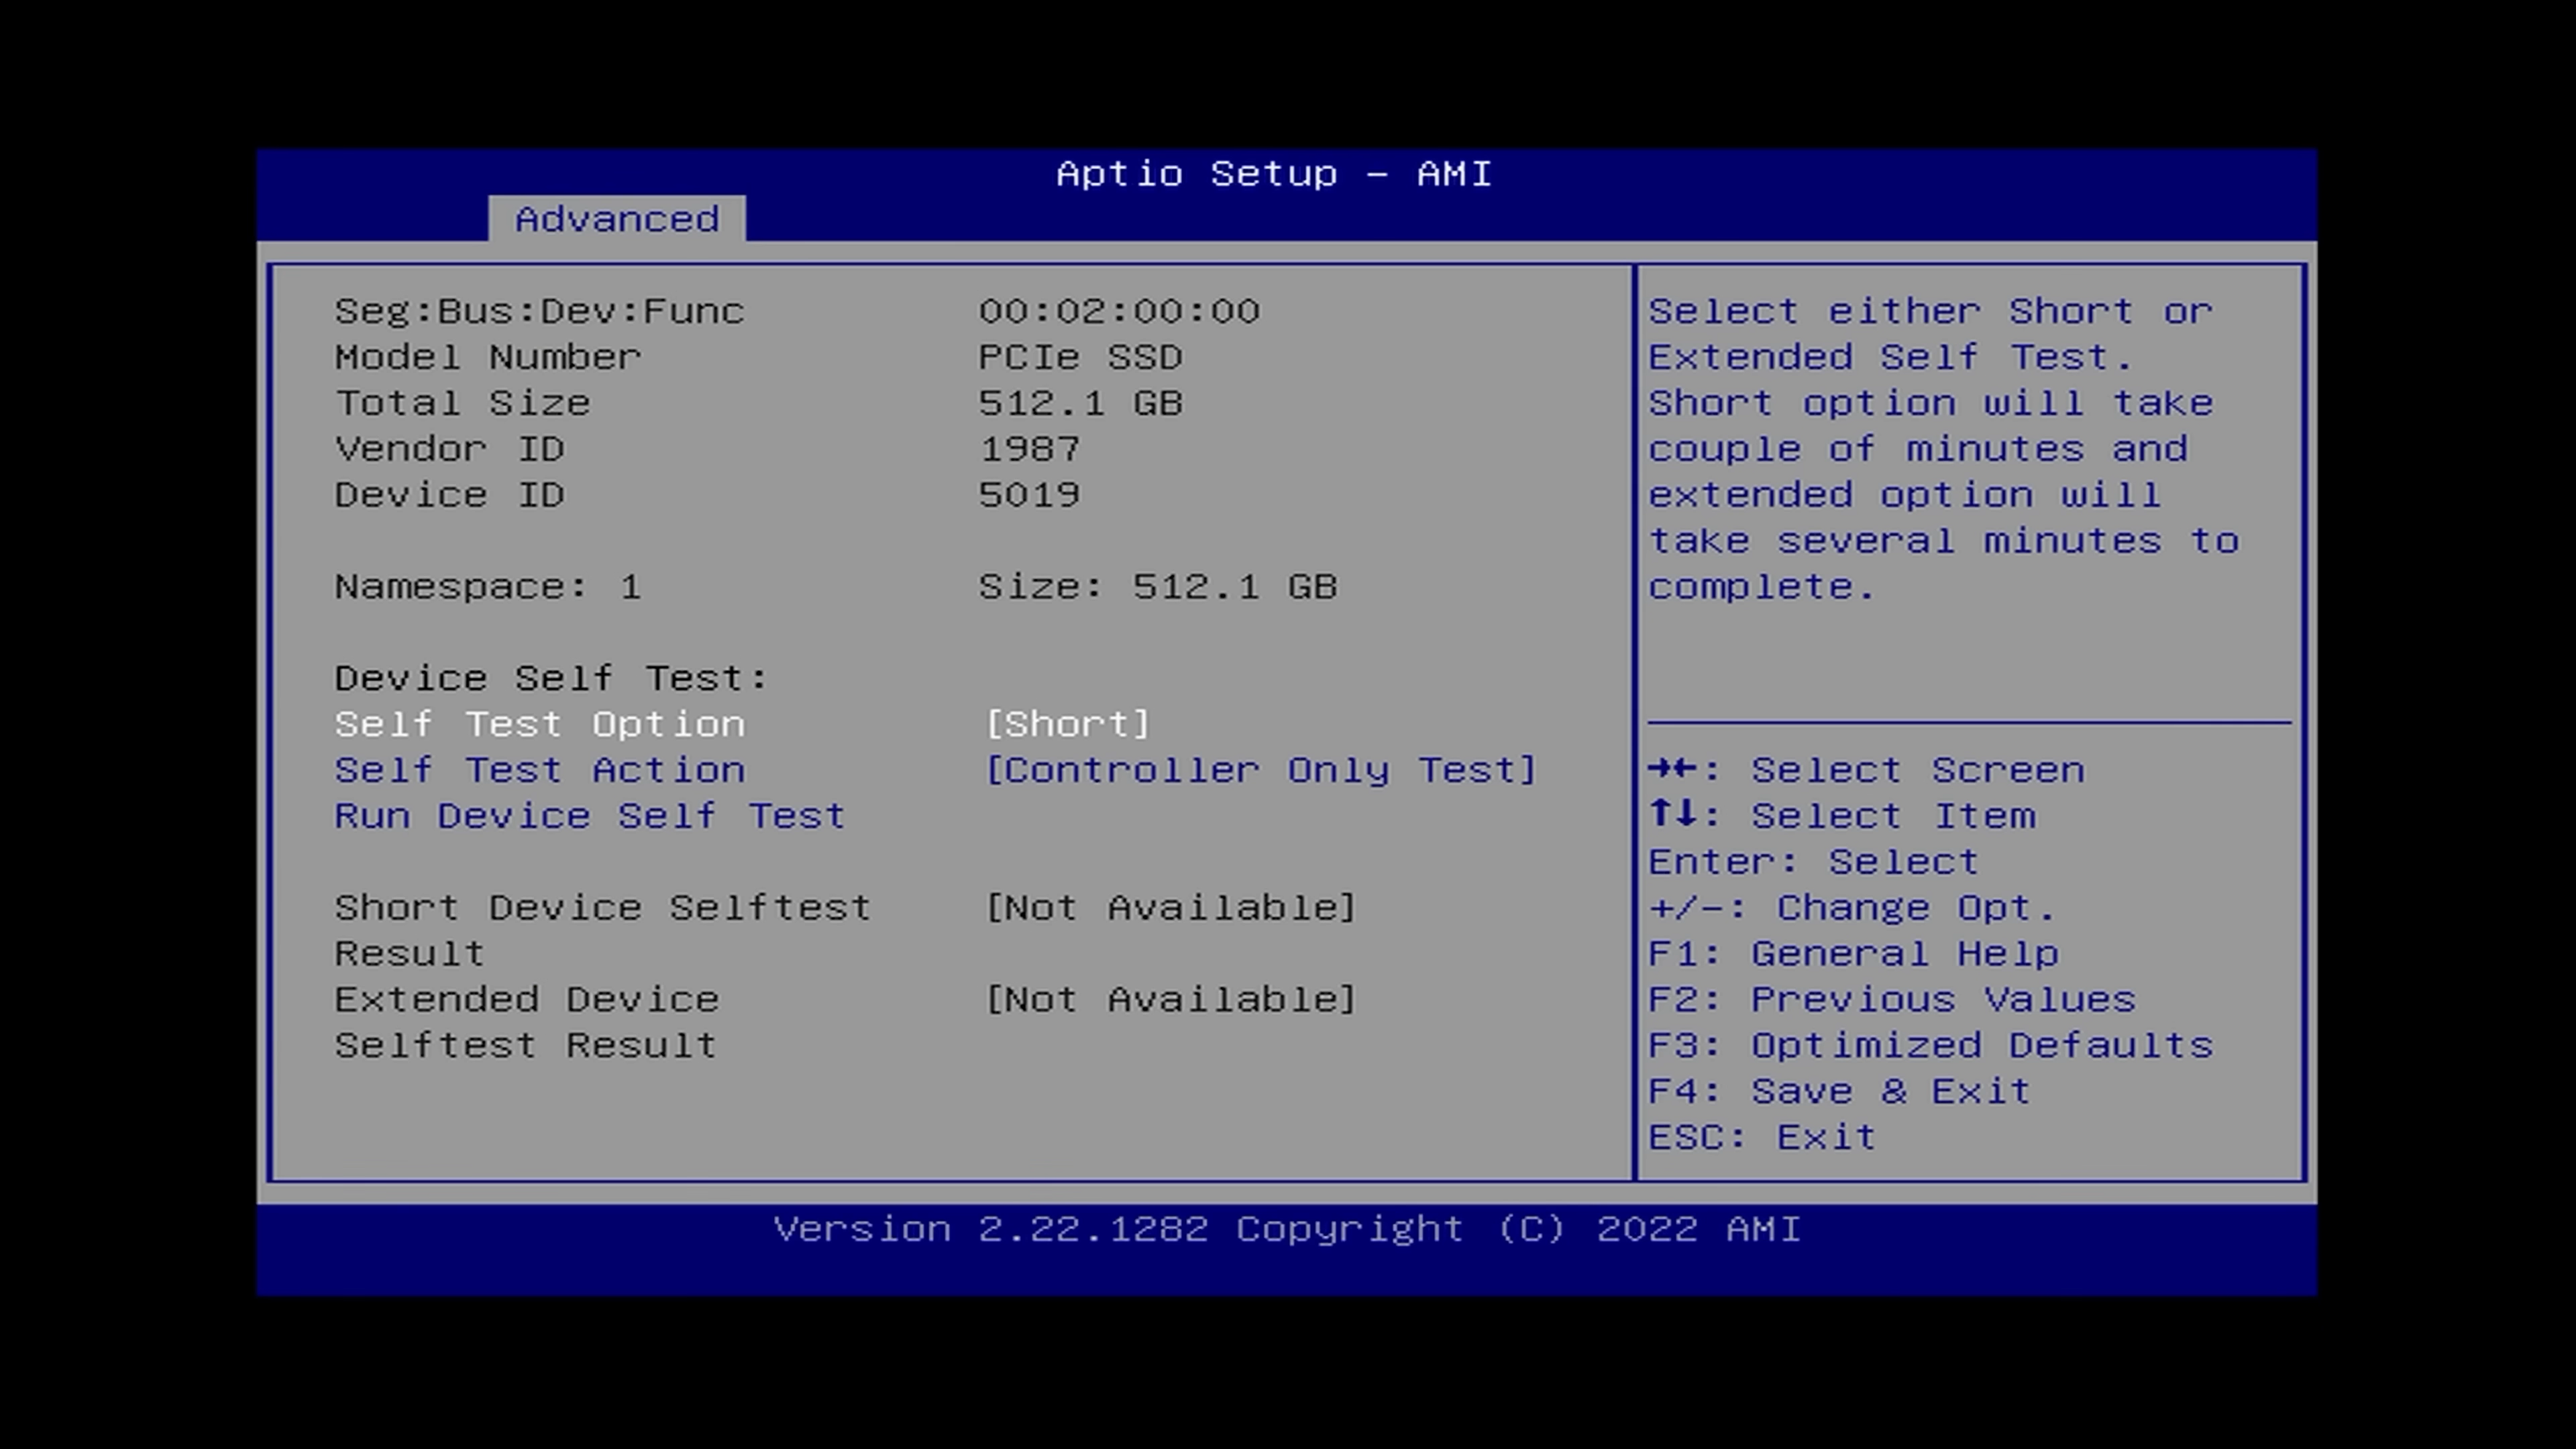 Aptio Setup - AMI
Advanced
Seg:Bus:Dev:Func 00:02:00:00
Model Number PCIe SSD
Total Size 512.1 GB
Vendor ID 1987
Device ID 5019
Namespace: 1 Size: 512.1 GB
Device Self Test:
Self Test Option [Short]
Self Test Action [Controller Only Test]
Run Device Self Test
Short Device Selftest [Not Available]
Result
Extended Device [Not Available]
Selftest Result
Select either Short or
Extended Self Test.
Short option will take
couple of minutes and
extended option will
take several minutes to
complete.
→←: Select Screen
↑↓: Select Item
Enter: Select
+/-: Change Opt.
F1: General Help
F2: Previous Values
F3: Optimized Defaults
F4: Save & Exit
ESC: Exit
Version 2.22.1282 Copyright (C) 2022 AMI